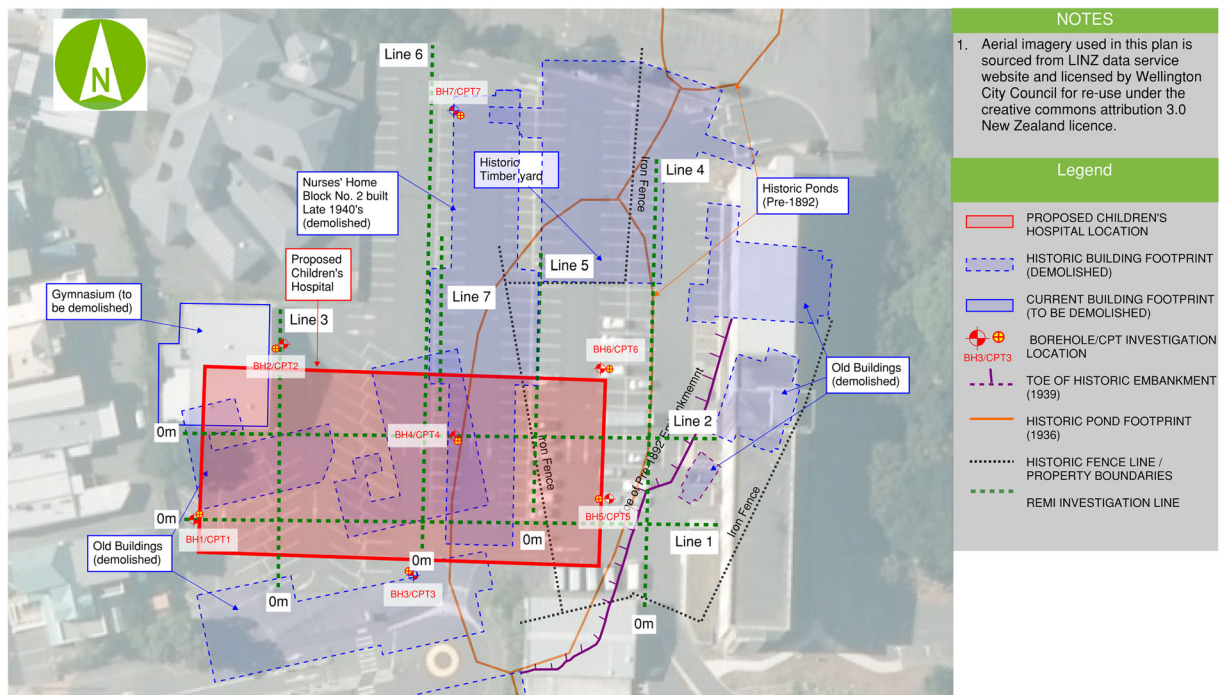 N
Line 6
BH7/CPT7
Nurses' Home
Block No. 2 built
Late 1940's
(demolished)
Historic
Timber yard
Iron Fence
Line 4
Historic Ponds
(Pre-1892)
Proposed
Children's
Hospital
Line 5
Gymnasium (to
be demolished)
Line 3
Line 7
BH2/CPT2
BH6/CPT6
Old Buildings
(demolished)
0m
BH4/CPT4
Line 2
Iron Fence
Toe of Pre-1892 Embankmemnt
0m
BH1/CPT1
BH5/CPT5
Iron Fence
Old Buildings
(demolished)
0m
0m
Line 1
BH3/CPT3
0m
0m
NOTES
1. Aerial imagery used in this plan is
sourced from LINZ data service
website and licensed by Wellington
City Council for re-use under the
creative commons attribution 3.0
New Zealand licence.
Legend
PROPOSED CHILDREN'S
HOSPITAL LOCATION
HISTORIC BUILDING FOOTPRINT
(DEMOLISHED)
CURRENT BUILDING FOOTPRINT
(TO BE DEMOLISHED)
BH3/CPT3
BOREHOLE/CPT INVESTIGATION
LOCATION
TOE OF HISTORIC EMBANKMENT
(1939)
HISTORIC POND FOOTPRINT
(1936)
HISTORIC FENCE LINE /
PROPERTY BOUNDARIES
REMI INVESTIGATION LINE